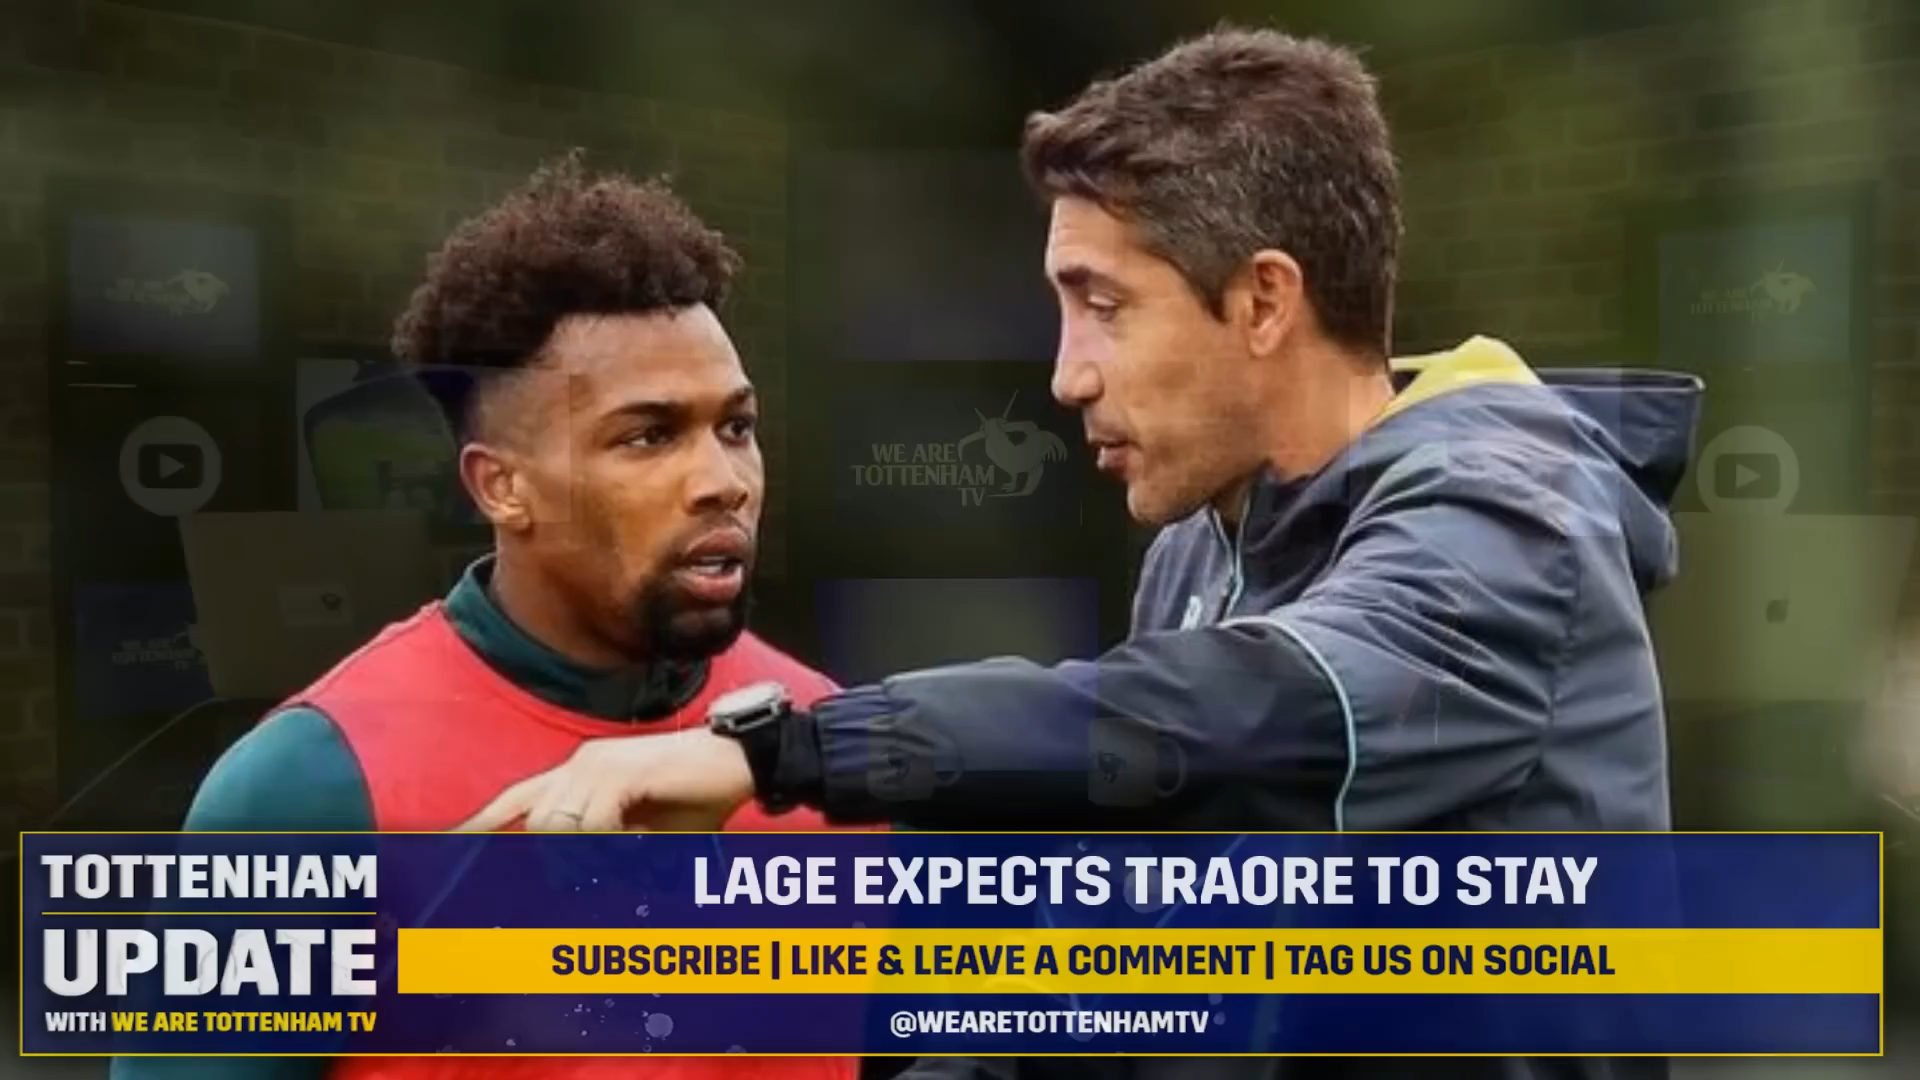 WE ARE
TOTTENHAM
TV
LAGE EXPECTS TRAORE TO STAY
TOTTENHAM
UPDATE
WITH WE ARE TOTTENHAM TV
SUBSCRIBE | LIKE & LEAVE A COMMENT | TAG US ON SOCIAL
@WEARETOTTENHAMTV